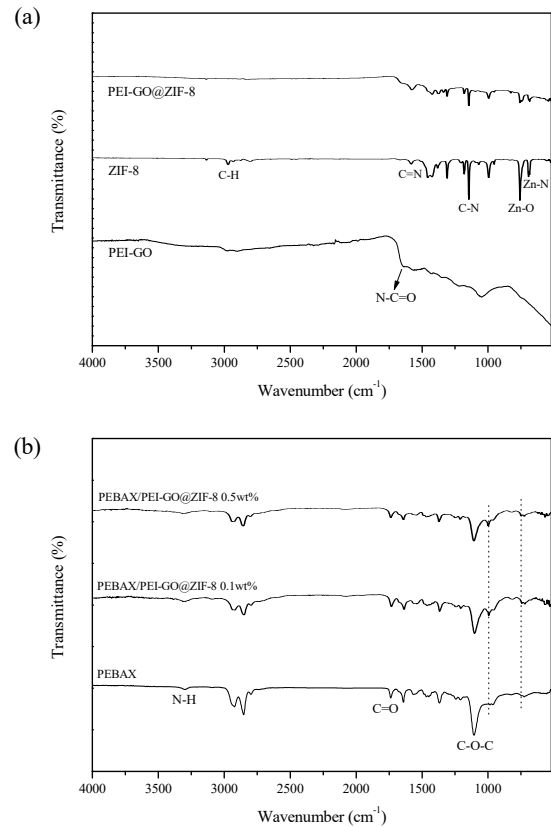 (a)
PEI-GO@ZIF-8
ZIF-8
C-H
C=N
Zn-N
C-N
Zn-O
PEI-GO
N-C=O
Transmittance (%)
4000 3500 3000 2500 2000 1500 1000
Wavenumber (cm⁻¹)
(b)
PEBAX/PEI-GO@ZIF-8 0.5wt%
PEBAX/PEI-GO@ZIF-8 0.1wt%
PEBAX
N-H
C=O
C-O-C
Transmittance (%)
4000 3500 3000 2500 2000 1500 1000
Wavenumber (cm⁻¹)